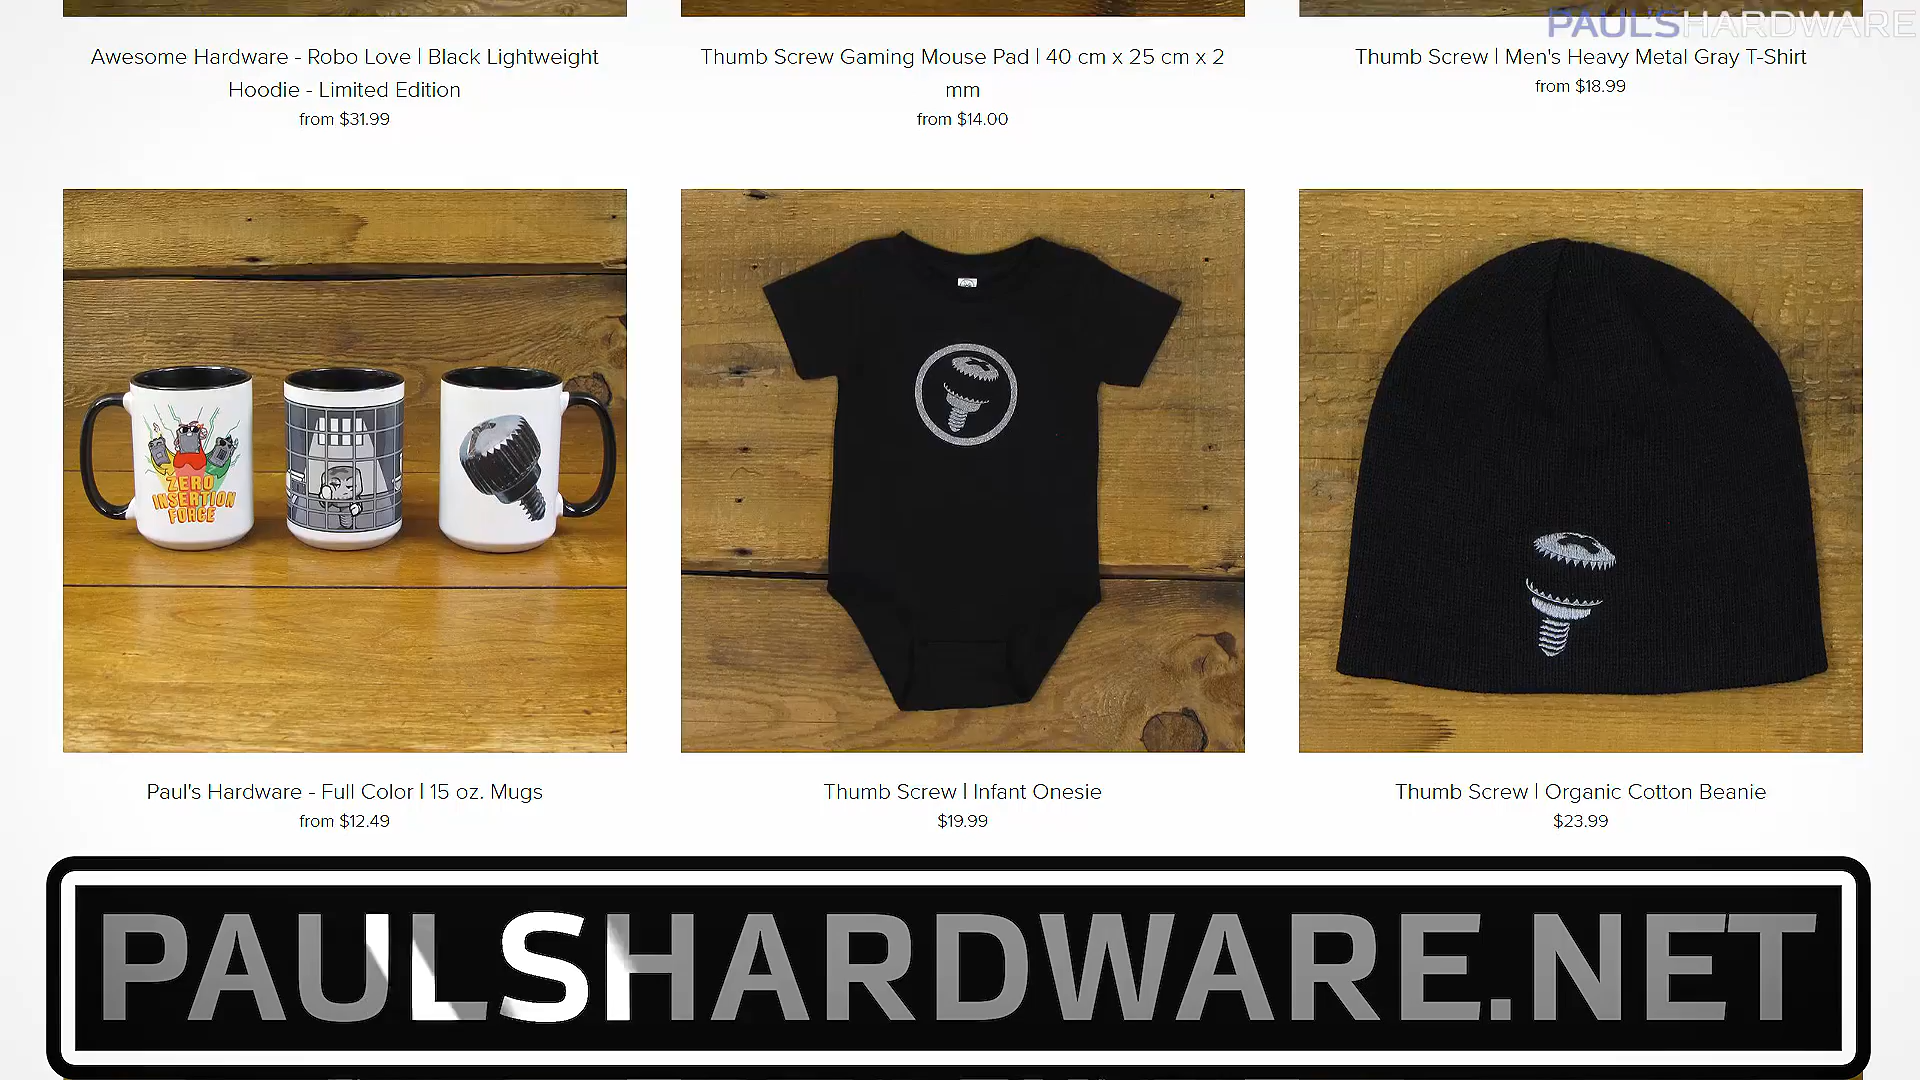 PAUL'SHARDWARE
Awesome Hardware - Robo Love | Black Lightweight
Hoodie - Limited Edition
from $31.99
Thumb Screw Gaming Mouse Pad | 40 cm x 25 cm x 2
mm
from $14.00
Thumb Screw | Men's Heavy Metal Gray T-Shirt
from $18.99
ZERO
INSERTION
FORCE
Paul's Hardware - Full Color | 15 oz. Mugs
from $12.49
Thumb Screw | Infant Onesie
$19.99
Thumb Screw | Organic Cotton Beanie
$23.99
PAULSHARDWARE.NET